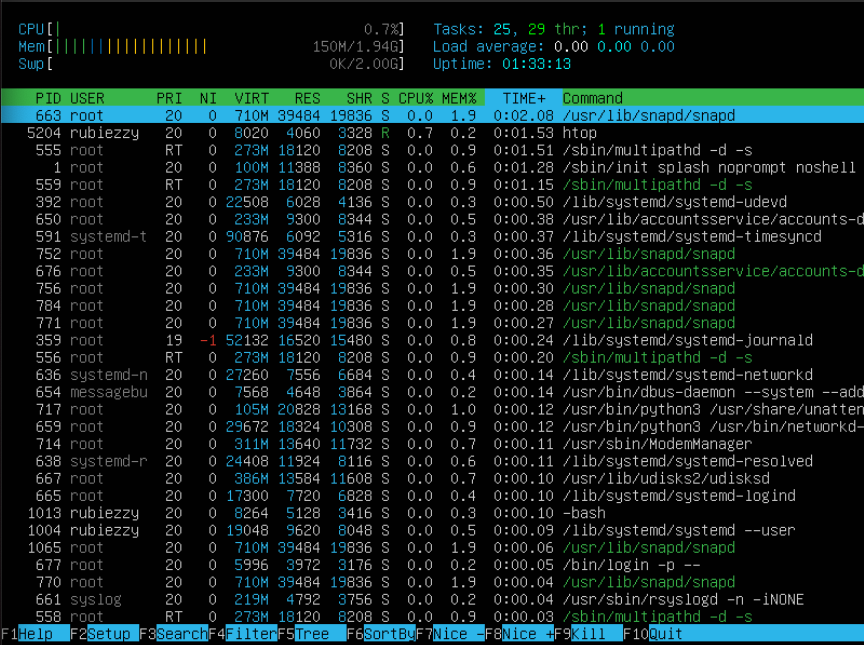 CPU[| 0.7%] Tasks: 25, 29 thr; 1 running
Mem[|||||||||||||||||| 150M/1.94G] Load average: 0.00 0.00 0.00
Swp[ 0K/2.00G] Uptime: 01:33:13
PID USER PRI NI VIRT RES SHR S CPU% MEM% TIME+ Command
663 root 20 0 710M 39484 19836 S 0.0 1.9 0:02.08 /usr/lib/snapd/snapd
5204 rubiezzy 20 0 8020 4060 3328 R 0.7 0.2 0:01.53 htop
555 root RT 0 273M 18120 8208 S 0.0 0.9 0:01.51 /sbin/multipathd -d -s
1 root 20 0 100M 11388 8360 S 0.0 0.6 0:01.28 /sbin/init splash noprompt noshell
559 root RT 0 273M 18120 8208 S 0.0 0.9 0:01.15 /sbin/multipathd -d -s
392 root 20 0 22508 6028 4136 S 0.0 0.3 0:00.50 /lib/systemd/systemd-udevd
650 root 20 0 233M 9300 8344 S 0.0 0.5 0:00.38 /usr/lib/accountsservice/accounts-d
591 systemd-t 20 0 90876 6092 5316 S 0.0 0.3 0:00.37 /lib/systemd/systemd-timesyncd
752 root 20 0 710M 39484 19836 S 0.0 1.9 0:00.36 /usr/lib/snapd/snapd
676 root 20 0 233M 9300 8344 S 0.0 0.5 0:00.35 /usr/lib/accountsservice/accounts-d
756 root 20 0 710M 39484 19836 S 0.0 1.9 0:00.30 /usr/lib/snapd/snapd
784 root 20 0 710M 39484 19836 S 0.0 1.9 0:00.28 /usr/lib/snapd/snapd
771 root 20 0 710M 39484 19836 S 0.0 1.9 0:00.27 /usr/lib/snapd/snapd
359 root 19 -1 52132 16520 15480 S 0.0 0.8 0:00.24 /lib/systemd/systemd-journald
556 root RT 0 273M 18120 8208 S 0.0 0.9 0:00.20 /sbin/multipathd -d -s
636 systemd-n 20 0 27260 7556 6684 S 0.0 0.4 0:00.14 /lib/systemd/systemd-networkd
654 messagebu 20 0 7568 4648 3864 S 0.0 0.2 0:00.14 /usr/bin/dbus-daemon --system --add
717 root 20 0 105M 20828 13168 S 0.0 1.0 0:00.12 /usr/bin/python3 /usr/share/unatten
659 root 20 0 29672 18324 10308 S 0.0 0.9 0:00.12 /usr/bin/python3 /usr/bin/networkd-
714 root 20 0 311M 13640 11732 S 0.0 0.7 0:00.11 /usr/sbin/ModemManager
638 systemd-r 20 0 24408 11924 8116 S 0.0 0.6 0:00.11 /lib/systemd/systemd-resolved
667 root 20 0 386M 13584 11608 S 0.0 0.7 0:00.10 /usr/lib/udisks2/udisksd
665 root 20 0 17300 7720 6828 S 0.0 0.4 0:00.10 /lib/systemd/systemd-logind
1013 rubiezzy 20 0 8264 5128 3416 S 0.0 0.3 0:00.10 -bash
1004 rubiezzy 20 0 19048 9620 8048 S 0.0 0.5 0:00.09 /lib/systemd/systemd --user
1065 root 20 0 710M 39484 19836 S 0.0 1.9 0:00.06 /usr/lib/snapd/snapd
677 root 20 0 5996 3972 3176 S 0.0 0.2 0:00.05 /bin/login -p --
770 root 20 0 710M 39484 19836 S 0.0 1.9 0:00.04 /usr/lib/snapd/snapd
661 syslog 20 0 219M 4792 3756 S 0.0 0.2 0:00.04 /usr/sbin/rsyslogd -n -iNONE
558 root RT 0 273M 18120 8208 S 0.0 0.9 0:00.03 /sbin/multipathd -d -s
F1Help F2Setup F3SearchF4FilterF5Tree F6SortByF7Nice -F8Nice +F9Kill F10Quit